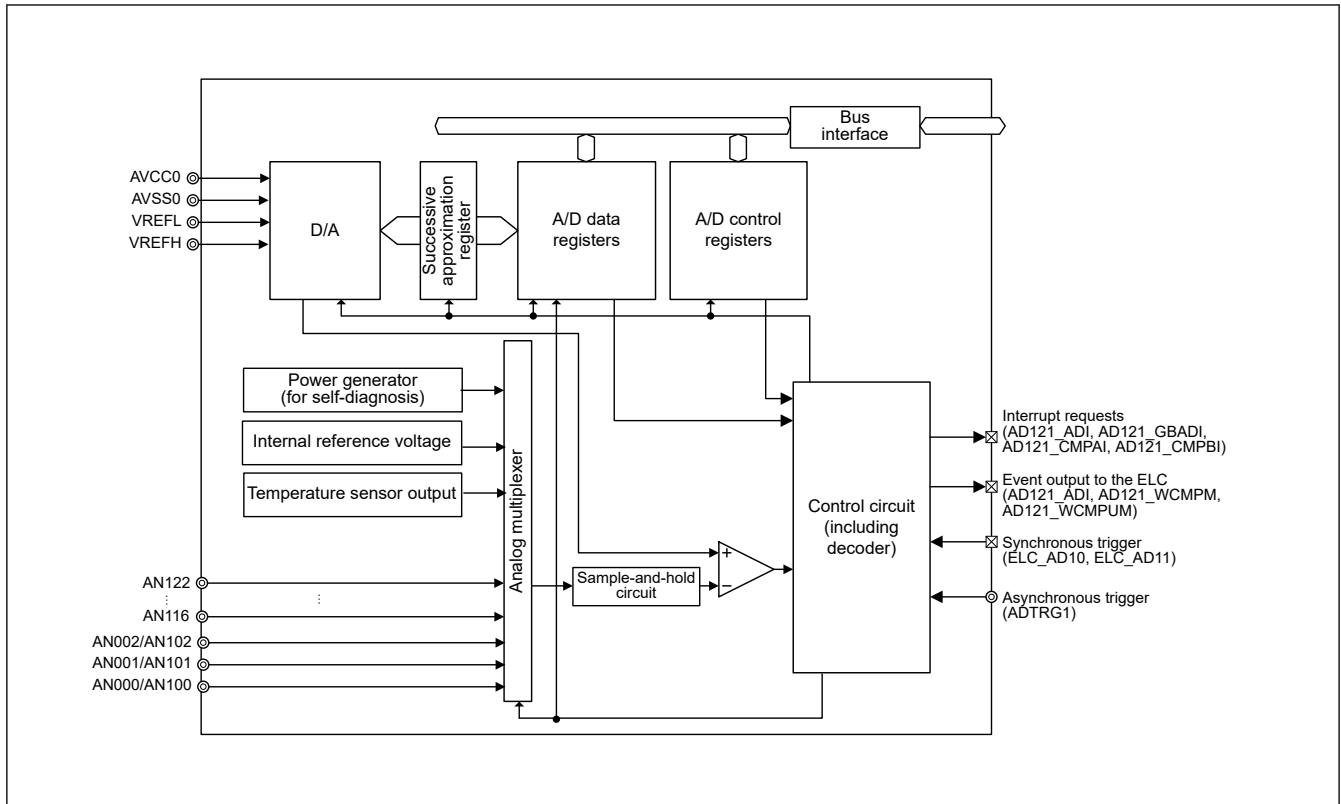 Bus
interface
AVCC0
AVSS0
VREFL
VREFH
D/A
Successive
approximation
register
A/D data
registers
A/D control
registers
Power generator
(for self-diagnosis)
Internal reference voltage
Temperature sensor output
Analog multiplexer
AN122
AN116
AN002/AN102
AN001/AN101
AN000/AN100
Sample-and-hold
circuit
+
−
Control circuit
(including
decoder)
Interrupt requests
(AD121_ADI, AD121_GBADI,
AD121_CMPAI, AD121_CMPBI)
Event output to the ELC
(AD121_ADI, AD121_WCMPM,
AD121_WCMPUM)
Synchronous trigger
(ELC_AD10, ELC_AD11)
Asynchronous trigger
(ADTRG1)